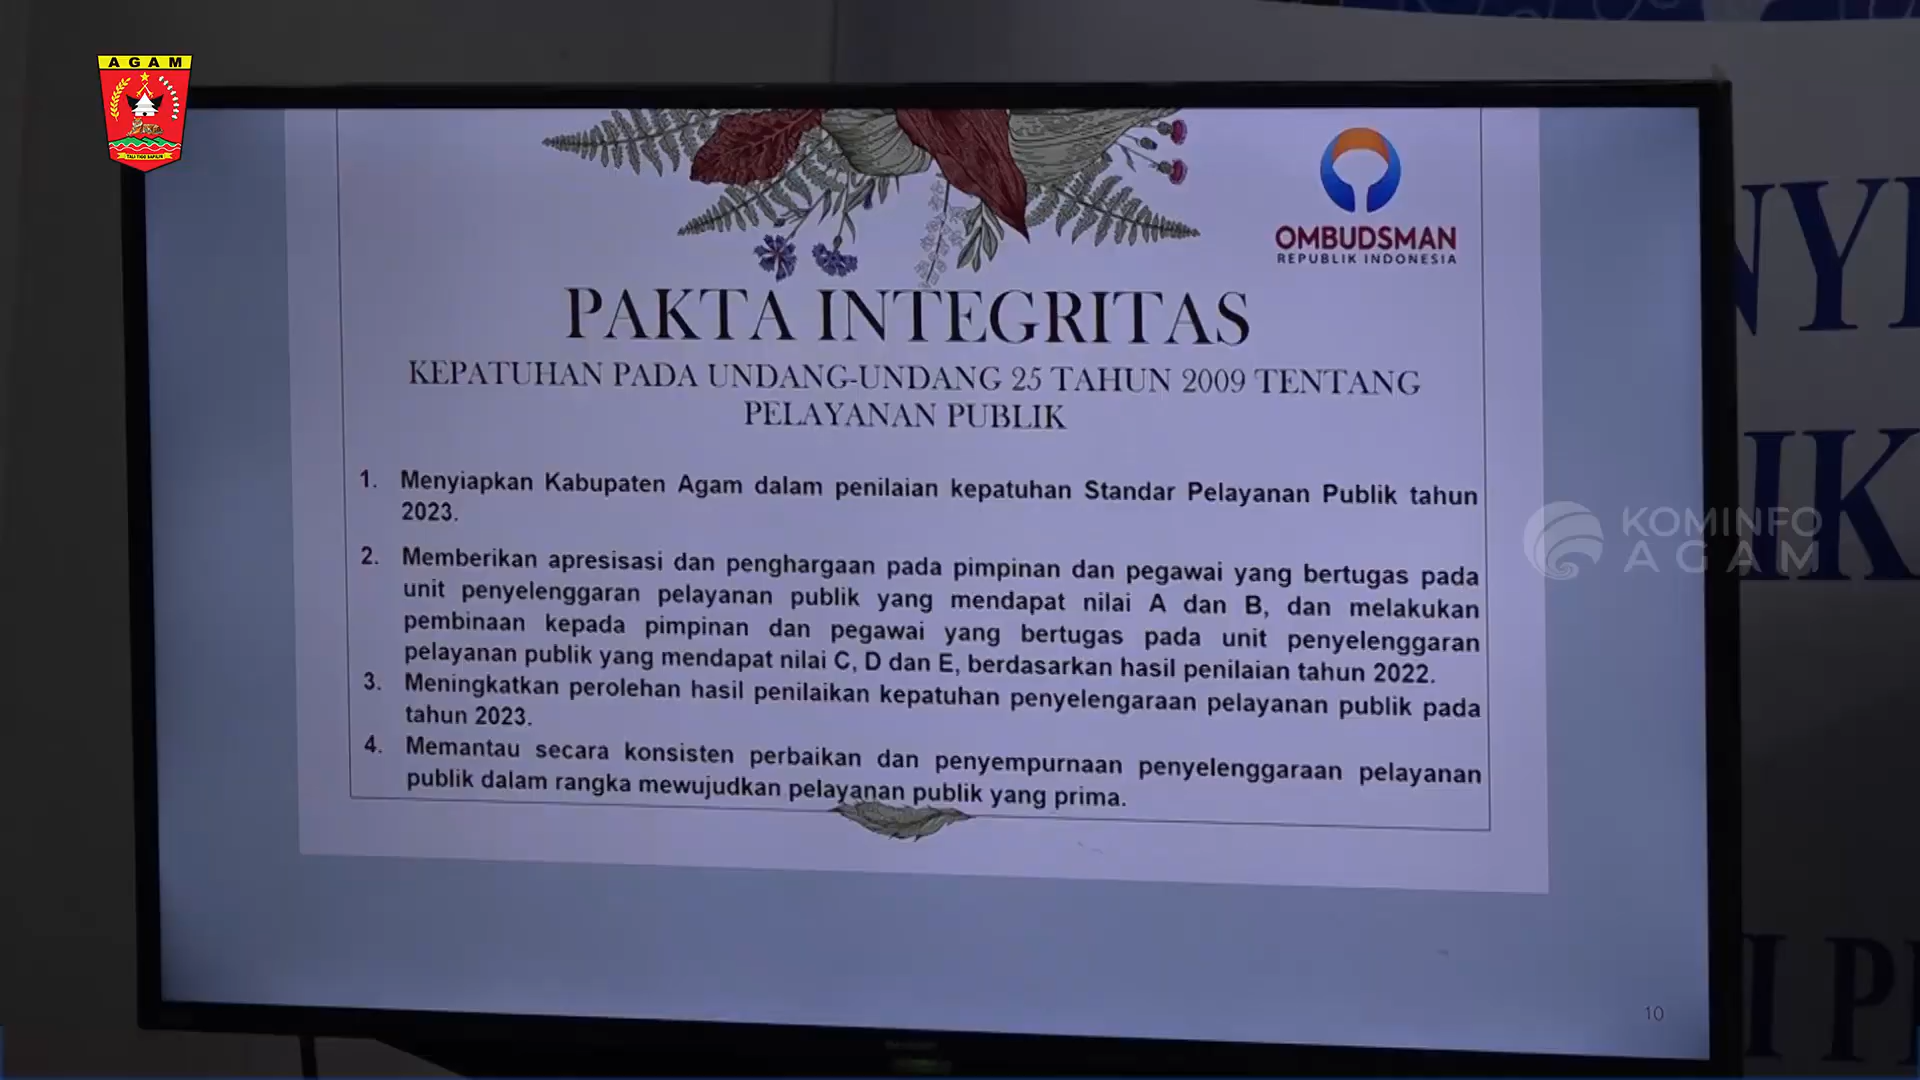 AGAM
TALI TIGO SAPILIN
OMBUDSMAN
REPUBLIK INDONESIA
PAKTA INTEGRITAS
KEPATUHAN PADA UNDANG-UNDANG 25 TAHUN 2009 TENTANG
PELAYANAN PUBLIK
1. Menyiapkan Kabupaten Agam dalam penilaian kepatuhan Standar Pelayanan Publik tahun
2023.
2. Memberikan apresisasi dan penghargaan pada pimpinan dan pegawai yang bertugas pada
unit penyelenggaran pelayanan publik yang mendapat nilai A dan B, dan melakukan
pembinaan kepada pimpinan dan pegawai yang bertugas pada unit penyelenggaran
pelayanan publik yang mendapat nilai C, D dan E, berdasarkan hasil penilaian tahun 2022.
3. Meningkatkan perolehan hasil penilaikan kepatuhan penyelengaraan pelayanan publik pada
tahun 2023.
4. Memantau secara konsisten perbaikan dan penyempurnaan penyelenggaraan pelayanan
publik dalam rangka mewujudkan pelayanan publik yang prima.
KOMINFO
AGAM
10